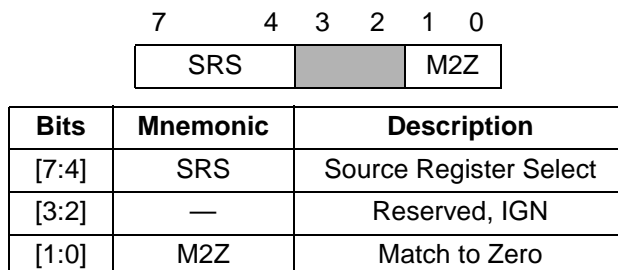 7 4 3 2 1 0
SRS M2Z
Bits Mnemonic Description
[7:4] SRS Source Register Select
[3:2] — Reserved, IGN
[1:0] M2Z Match to Zero